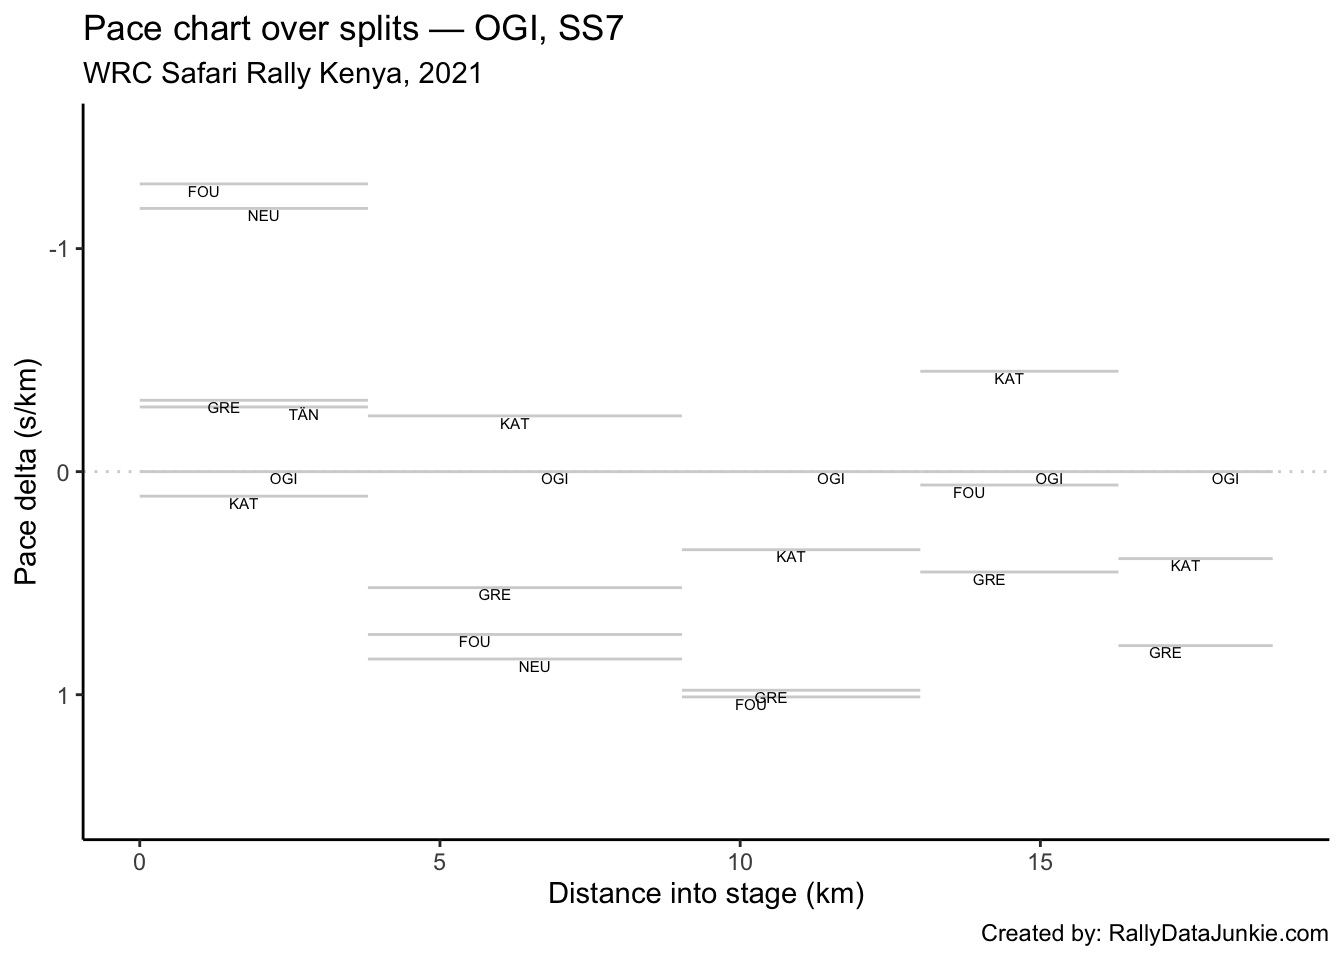 Pace chart over splits — OGI, SS7
WRC Safari Rally Kenya, 2021
FOU
NEU
-1
KAT
GRE
TÄN
KAT
0
OGI
OGI
OGI
OGI
OGI
FOU
KAT
KAT
KAT
GRE
GRE
FOU
GRE
NEU
1
GRE
FOU
Pace delta (s/km)
0
5
10
15
Distance into stage (km)
Created by: RallyDataJunkie.com